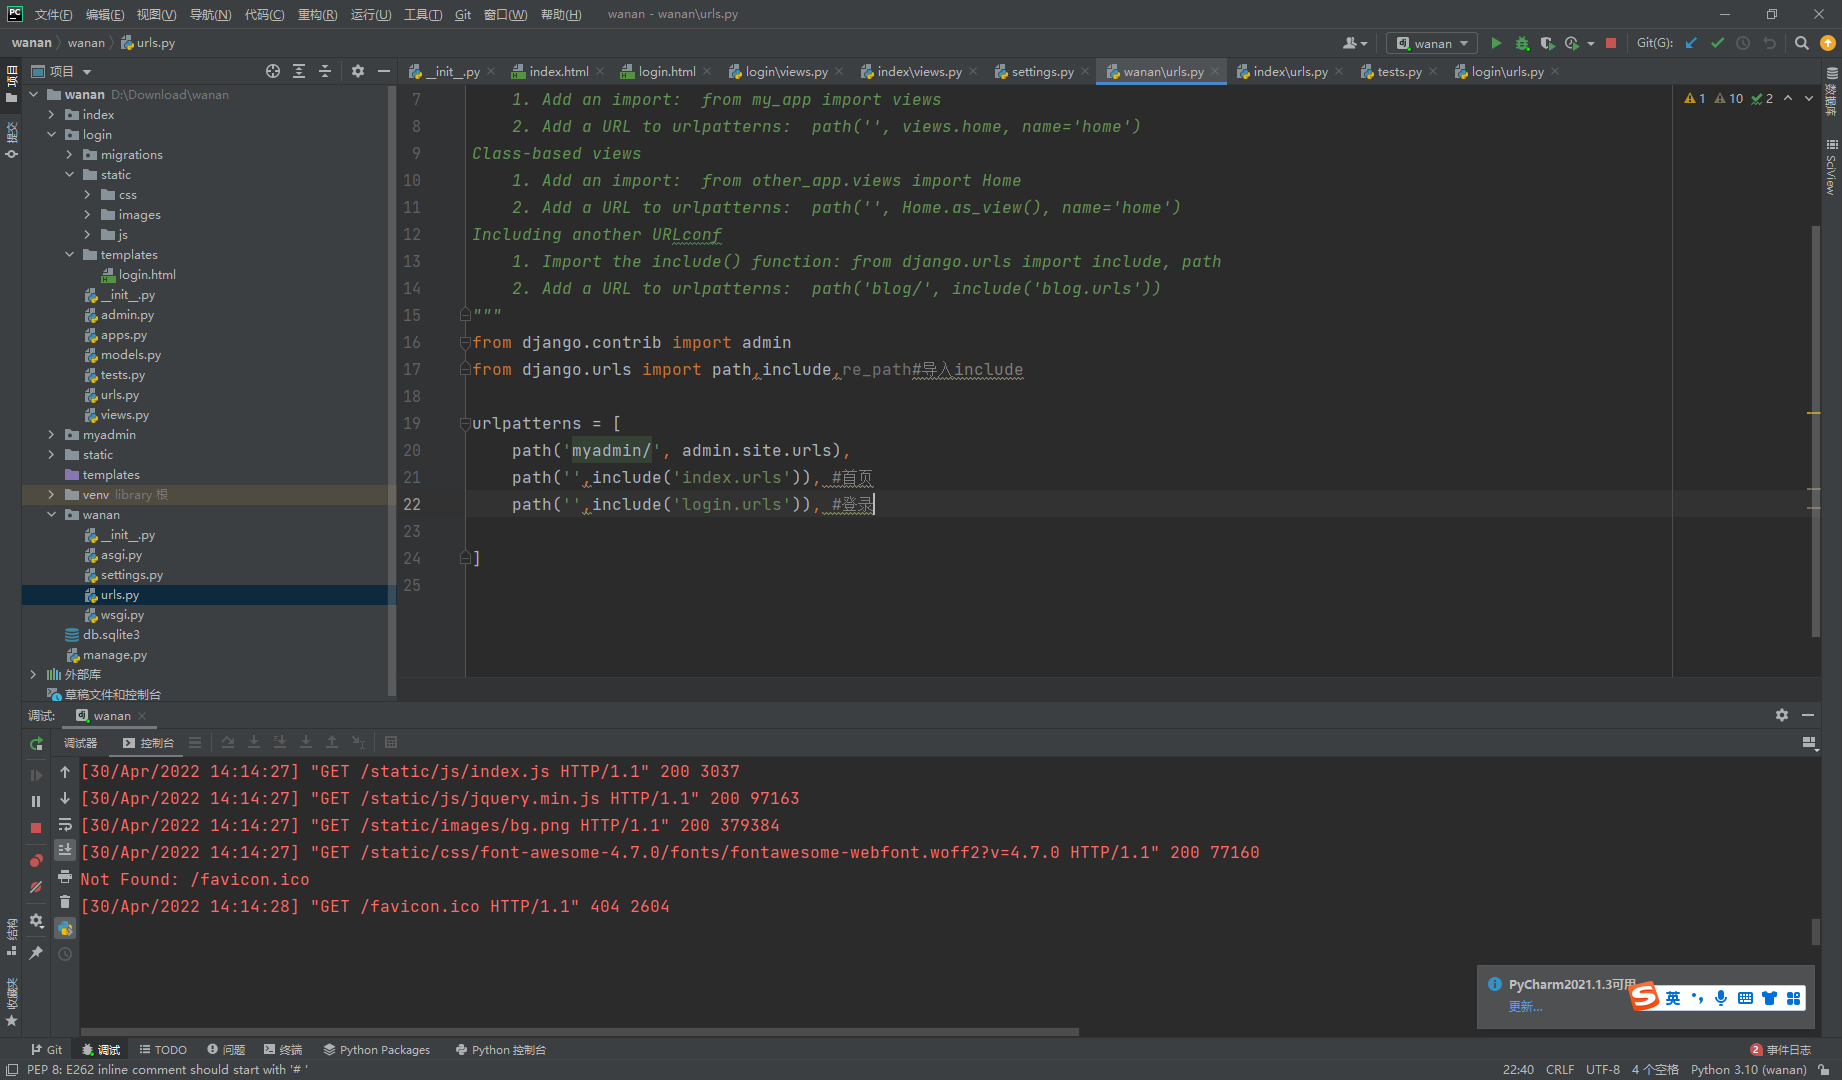 文件(F) 编辑(E) 视图(V) 导航(N) 代码(C) 重构(R) 运行(U) 工具(T) Git 窗口(W) 帮助(H) wanan - wanan\urls.py
wanan wanan urls.py wanan Git(G):
项目 __init__.py index.html login.html login\views.py index\views.py settings.py wanan\urls.py index\urls.py tests.py login\urls.py
项目
提交
结构
收藏夹
数据库
SciView
wanan D:\Download\wanan
index
login
migrations
static
css
images
js
templates
login.html
__init__.py
admin.py
apps.py
models.py
tests.py
urls.py
views.py
myadmin
static
templates
venv library 根
wanan
__init__.py
asgi.py
settings.py
urls.py
wsgi.py
db.sqlite3
manage.py
外部库
草稿文件和控制台
1 10 2
7 1. Add an import:  from my_app import views
8 2. Add a URL to urlpatterns:  path('', views.home, name='home')
9 Class-based views
10 1. Add an import:  from other_app.views import Home
11 2. Add a URL to urlpatterns:  path('', Home.as_view(), name='home')
12 Including another URLconf
13 1. Import the include() function: from django.urls import include, path
14 2. Add a URL to urlpatterns:  path('blog/', include('blog.urls'))
15 """
16 from django.contrib import admin
17 from django.urls import path,include,re_path#导入include
18
19 urlpatterns = [
20 path('myadmin/', admin.site.urls),
21 path('',include('index.urls')), #首页
22 path('',include('login.urls')), #登录
23
24 ]
25
调试: wanan
调试器 控制台
[30/Apr/2022 14:14:27] "GET /static/js/index.js HTTP/1.1" 200 3037
[30/Apr/2022 14:14:27] "GET /static/js/jquery.min.js HTTP/1.1" 200 97163
[30/Apr/2022 14:14:27] "GET /static/images/bg.png HTTP/1.1" 200 379384
[30/Apr/2022 14:14:27] "GET /static/css/font-awesome-4.7.0/fonts/fontawesome-webfont.woff2?v=4.7.0 HTTP/1.1" 200 77160
Not Found: /favicon.ico
[30/Apr/2022 14:14:28] "GET /favicon.ico HTTP/1.1" 404 2604
PyCharm2021.1.3可用
更新...
英
Git 调试 TODO 问题 终端 Python Packages Python 控制台 2 事件日志
PEP 8: E262 inline comment should start with '# ' 22:40 CRLF UTF-8 4 个空格 Python 3.10 (wanan)